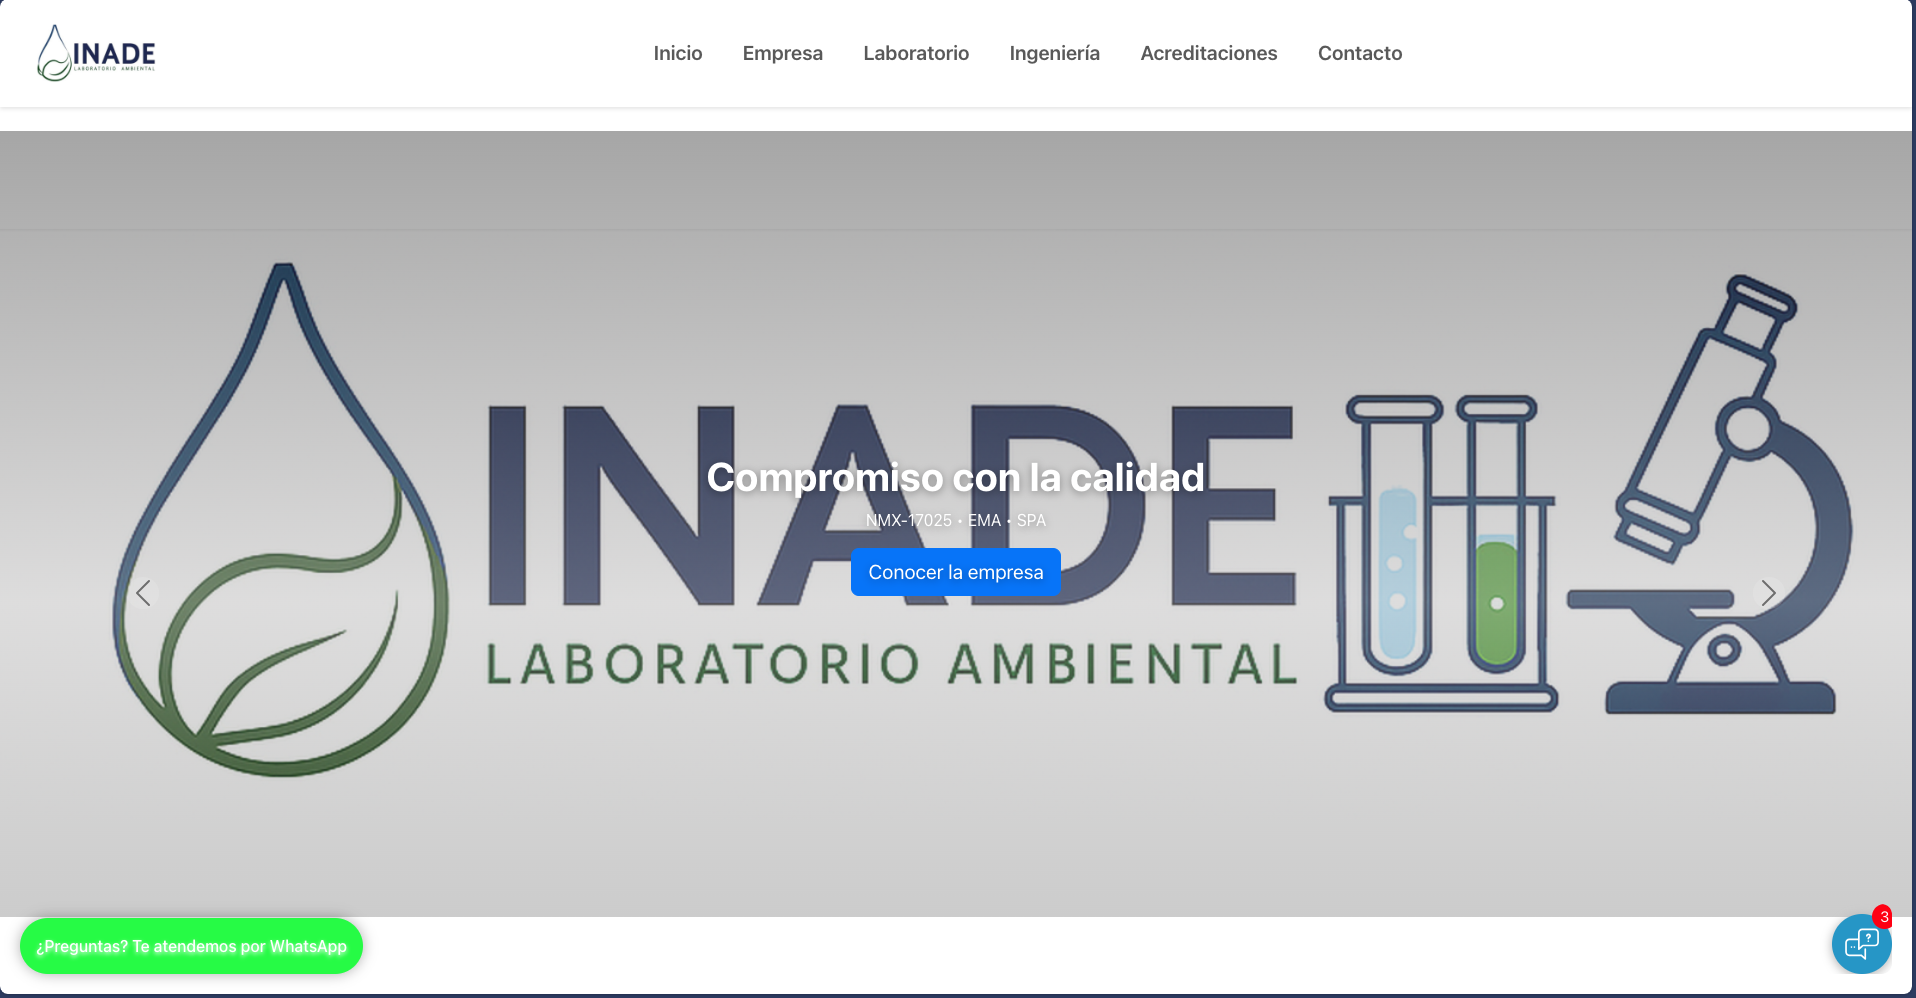 INADE
LABORATORIO AMBIENTAL
Inicio
Empresa
Laboratorio
Ingeniería
Acreditaciones
Contacto
INADE
Compromiso con la calidad
NMX-17025 • EMA • SPA
Conocer la empresa
LABORATORIO AMBIENTAL
¿Preguntas? Te atendemos por WhatsApp
3
?